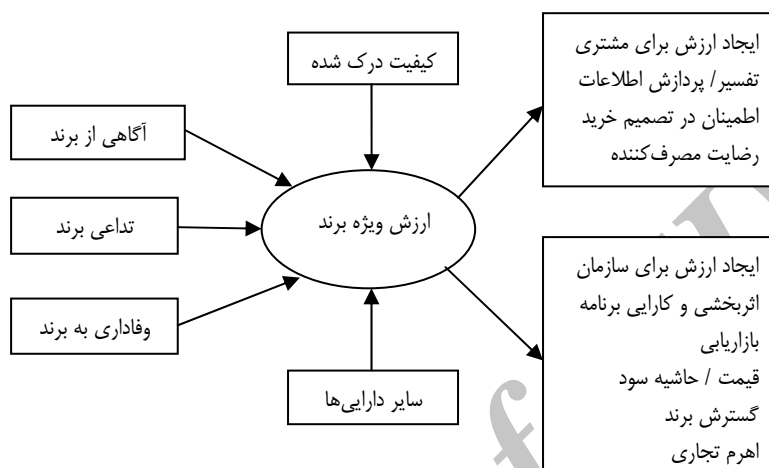 کیفیت درک شده
آگاهی از برند
تداعی برند
وفاداری به برند
سایر دارایی‌ها
ارزش ویژه برند
ایجاد ارزش برای مشتری
تفسیر/ پردازش اطلاعات
اطمینان در تصمیم خرید
رضایت مصرف‌کننده
ایجاد ارزش برای سازمان
اثربخشی و کارایی برنامه
بازاریابی
قیمت / حاشیه سود
گسترش برند
اهرم تجاری